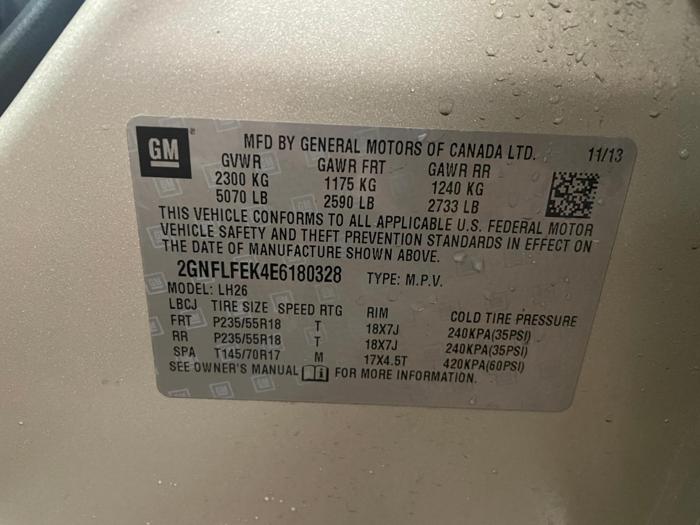 GM MFD BY GENERAL MOTORS OF CANADA LTD. 11/13
GVWR GAWR FRT GAWR RR
2300 KG 1175 KG 1240 KG
5070 LB 2590 LB 2733 LB
THIS VEHICLE CONFORMS TO ALL APPLICABLE U.S. FEDERAL MOTOR
VEHICLE SAFETY AND THEFT PREVENTION STANDARDS IN EFFECT ON
THE DATE OF MANUFACTURE SHOWN ABOVE.
2GNFLFEK4E6180328 TYPE: M.P.V.
MODEL: LH26
LBCJ TIRE SIZE SPEED RTG RIM COLD TIRE PRESSURE
FRT P235/55R18 T 18X7J 240KPA(35PSI)
RR P235/55R18 T 18X7J 240KPA(35PSI)
SPA T145/70R17 M 17X4.5T 420KPA(60PSI)
SEE OWNER'S MANUAL FOR MORE INFORMATION.